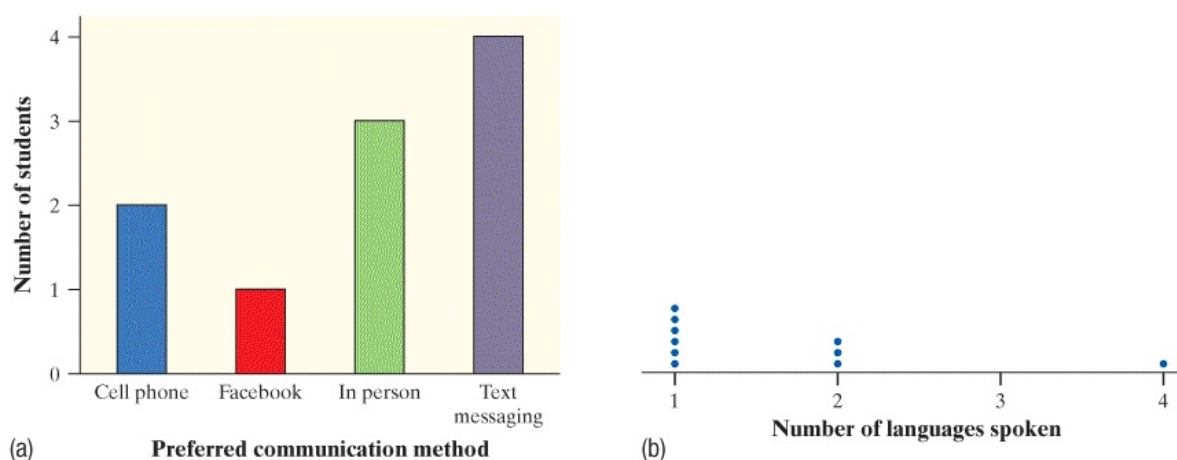 Number of students
4
3
2
1
0
Cell phone
Facebook
In person
Text
messaging
Preferred communication method
(a)
1
2
3
4
Number of languages spoken
(b)